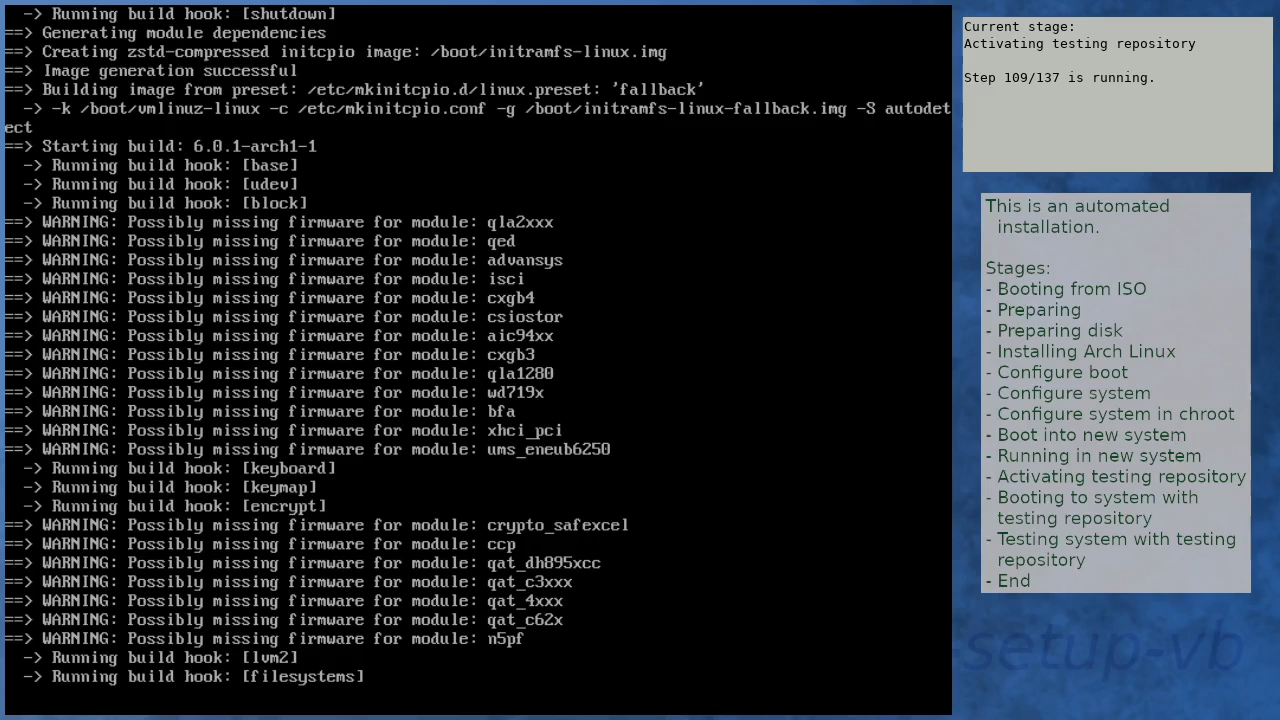 -> Running build hook: [shutdown]
==> Generating module dependencies
==> Creating zstd-compressed initcpio image: /boot/initramfs-linux.img
==> Image generation successful
==> Building image from preset: /etc/mkinitcpio.d/linux.preset: 'fallback'
-> -k /boot/vmlinuz-linux -c /etc/mkinitcpio.conf -g /boot/initramfs-linux-fallback.img -S autodet
ect
==> Starting build: 6.0.1-arch1-1
-> Running build hook: [base]
-> Running build hook: [udev]
-> Running build hook: [block]
==> WARNING: Possibly missing firmware for module: qla2xxx
==> WARNING: Possibly missing firmware for module: qed
==> WARNING: Possibly missing firmware for module: advansys
==> WARNING: Possibly missing firmware for module: isci
==> WARNING: Possibly missing firmware for module: cxgb4
==> WARNING: Possibly missing firmware for module: csiostor
==> WARNING: Possibly missing firmware for module: aic94xx
==> WARNING: Possibly missing firmware for module: cxgb3
==> WARNING: Possibly missing firmware for module: qla1280
==> WARNING: Possibly missing firmware for module: wd719x
==> WARNING: Possibly missing firmware for module: bfa
==> WARNING: Possibly missing firmware for module: xhci_pci
==> WARNING: Possibly missing firmware for module: ums_eneub6250
-> Running build hook: [keyboard]
-> Running build hook: [keymap]
-> Running build hook: [encrypt]
==> WARNING: Possibly missing firmware for module: crypto_safexcel
==> WARNING: Possibly missing firmware for module: ccp
==> WARNING: Possibly missing firmware for module: qat_dh895xcc
==> WARNING: Possibly missing firmware for module: qat_c3xxx
==> WARNING: Possibly missing firmware for module: qat_4xxx
==> WARNING: Possibly missing firmware for module: qat_c62x
==> WARNING: Possibly missing firmware for module: n5pf
-> Running build hook: [lvm2]
-> Running build hook: [filesystems]
Current stage:
Activating testing repository
Step 109/137 is running.
This is an automated
installation.
Stages:
- Booting from ISO
- Preparing
- Preparing disk
- Installing Arch Linux
- Configure boot
- Configure system
- Configure system in chroot
- Boot into new system
- Running in new system
- Activating testing repository
- Booting to system with
testing repository
- Testing system with testing
repository
- End
-setup-vb